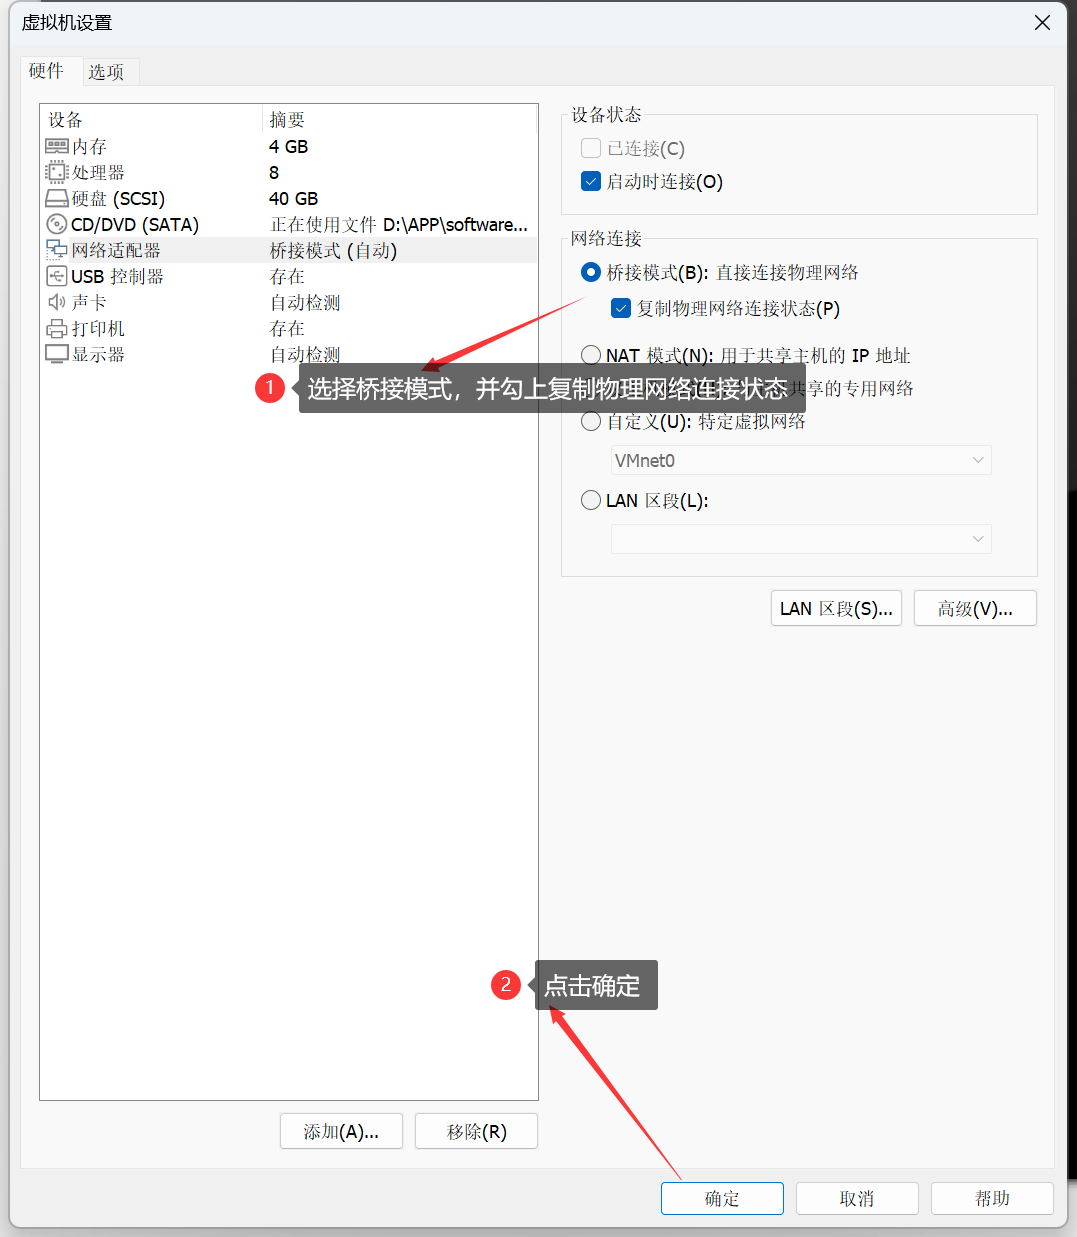 虚拟机设置
硬件 选项
设备 摘要
内存 4 GB
处理器 8
硬盘 (SCSI) 40 GB
CD/DVD (SATA) 正在使用文件 D:\APP\software...
网络适配器 桥接模式 (自动)
USB 控制器 存在
声卡 自动检测
打印机 存在
显示器 自动检测
设备状态
已连接(C)
启动时连接(O)
网络连接
桥接模式(B): 直接连接物理网络
复制物理网络连接状态(P)
NAT 模式(N): 用于共享主机的 IP 地址
1 选择桥接模式，并勾上复制物理网络连接状态
共享的专用网络
自定义(U): 特定虚拟网络
VMnet0
LAN 区段(L):
LAN 区段(S)... 高级(V)...
2 点击确定
添加(A)... 移除(R)
确定 取消 帮助